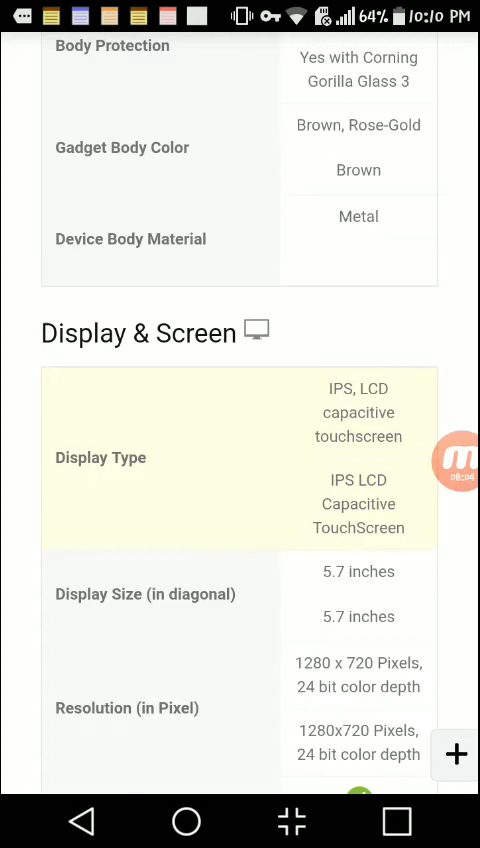 64% 10:10 PM
Body Protection
Yes with Corning
Gorilla Glass 3
Gadget Body Color
Brown, Rose-Gold
Brown
Device Body Material
Metal
Display & Screen
Display Type
IPS, LCD
capacitive
touchscreen
IPS LCD
Capacitive
TouchScreen
Display Size (in diagonal)
5.7 inches
5.7 inches
Resolution (in Pixel)
1280 x 720 Pixels,
24 bit color depth
1280x720 Pixels,
24 bit color depth
08:04